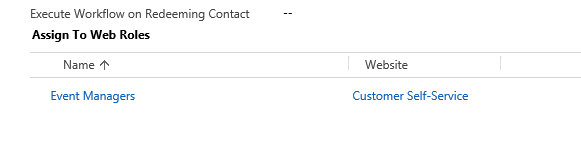 Execute Workflow on Redeeming Contact --
Assign To Web Roles
Name ↑ Website
Event Managers Customer Self-Service